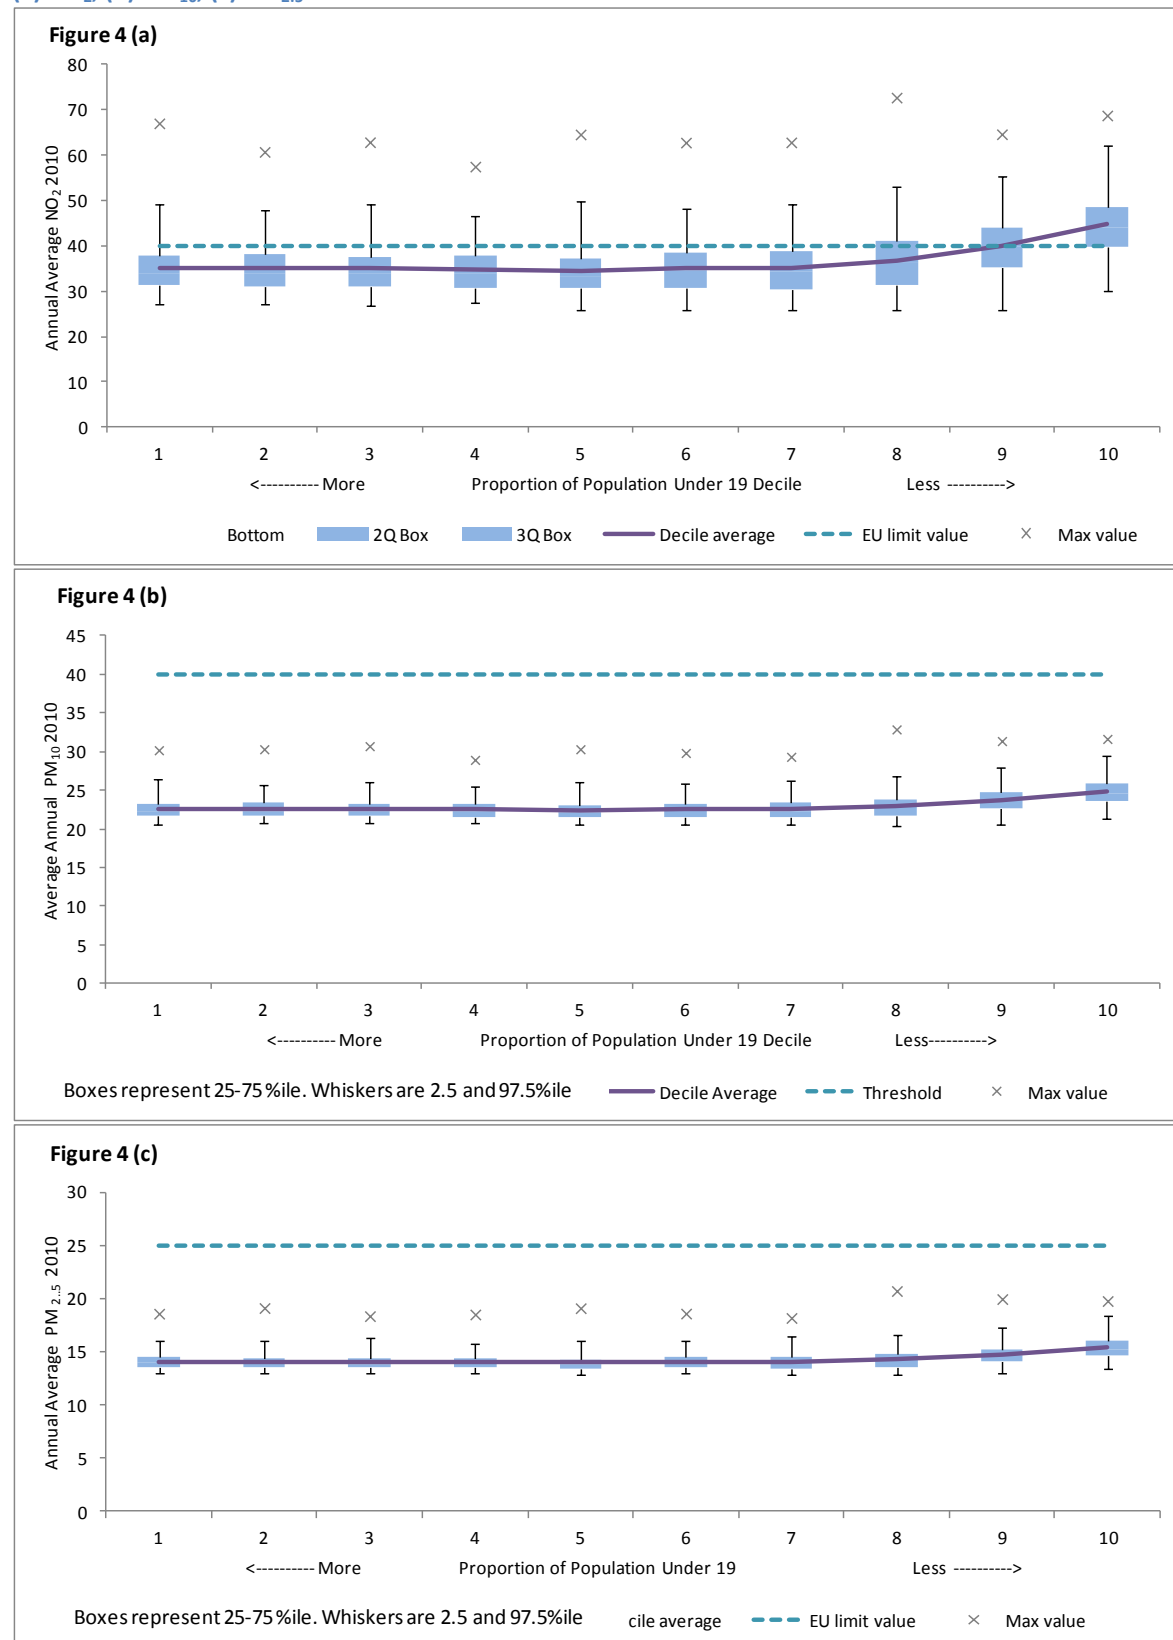 Figure 4 (a)
80
70
60
50
40
30
20
10
0
Annual Average NO₂ 2010
1 2 3 4 5 6 7 8 9 10
<---------- More Proportion of Population Under 19 Decile Less ---------->
Bottom 2Q Box 3Q Box Decile average EU limit value Max value
Figure 4 (b)
45
40
35
30
25
20
15
10
5
0
Average Annual PM₁₀ 2010
1 2 3 4 5 6 7 8 9 10
<---------- More Proportion of Population Under 19 Decile Less---------->
Boxes represent 25-75 %ile. Whiskers are 2.5 and 97.5%ile Decile Average Threshold Max value
Figure 4 (c)
30
25
20
15
10
5
0
Annual Average PM ₂.₅ 2010
1 2 3 4 5 6 7 8 9 10
<---------- More Proportion of Population Under 19 Less ---------->
Boxes represent 25-75 %ile. Whiskers are 2.5 and 97.5%ile cile average EU limit value Max value